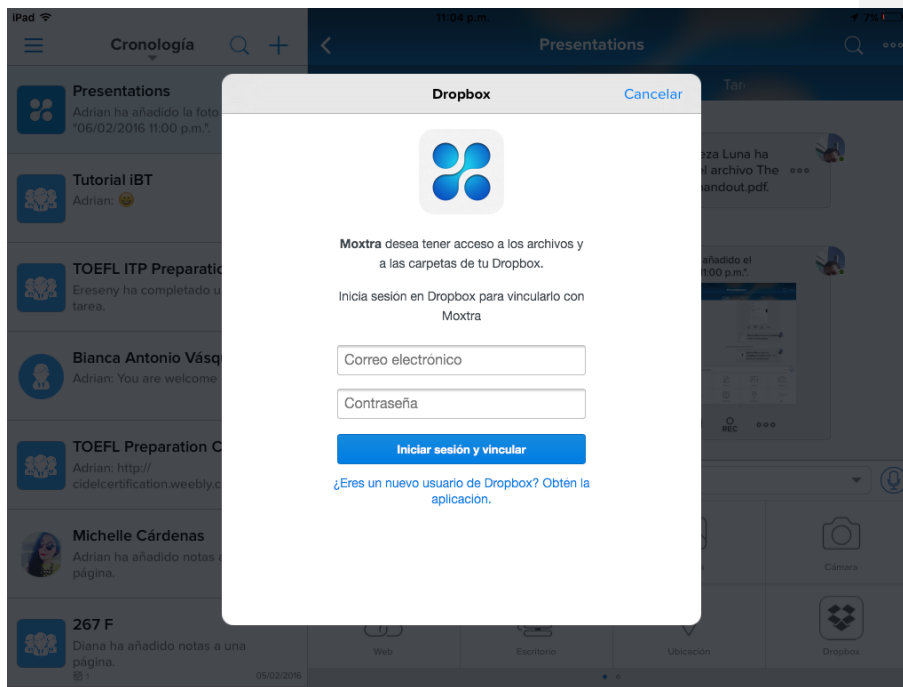 iPad 11:04 p.m. 7%
Cronología
Presentations
Presentations
Adrian ha añadido la foto
"06/02/2016 11:00 p.m.".
Tutorial iBT
Adrian:
TOEFL ITP Preparatic
Ereseny ha completado u
tarea.
Bianca Antonio Vásq
Adrian: You are welcome
TOEFL Preparation C
Adrian: http://
cidelcertification.weebly.c
Michelle Cárdenas
Adrian ha añadido notas a
página.
267 F
Diana ha añadido notas a una
página.
1
05/02/2016
Dropbox
Cancelar
Moxtra desea tener acceso a los archivos y
a las carpetas de tu Dropbox.
Inicia sesión en Dropbox para vincularlo con
Moxtra
Correo electrónico
Contraseña
Iniciar sesión y vincular
¿Eres un nuevo usuario de Dropbox? Obtén la
aplicación.
Tar
eza Luna ha
el archivo The
handout.pdf.
añadido el
11:00 p.m.".
REC
Cámara
Web
Escritorio
Ubicación
Dropbox